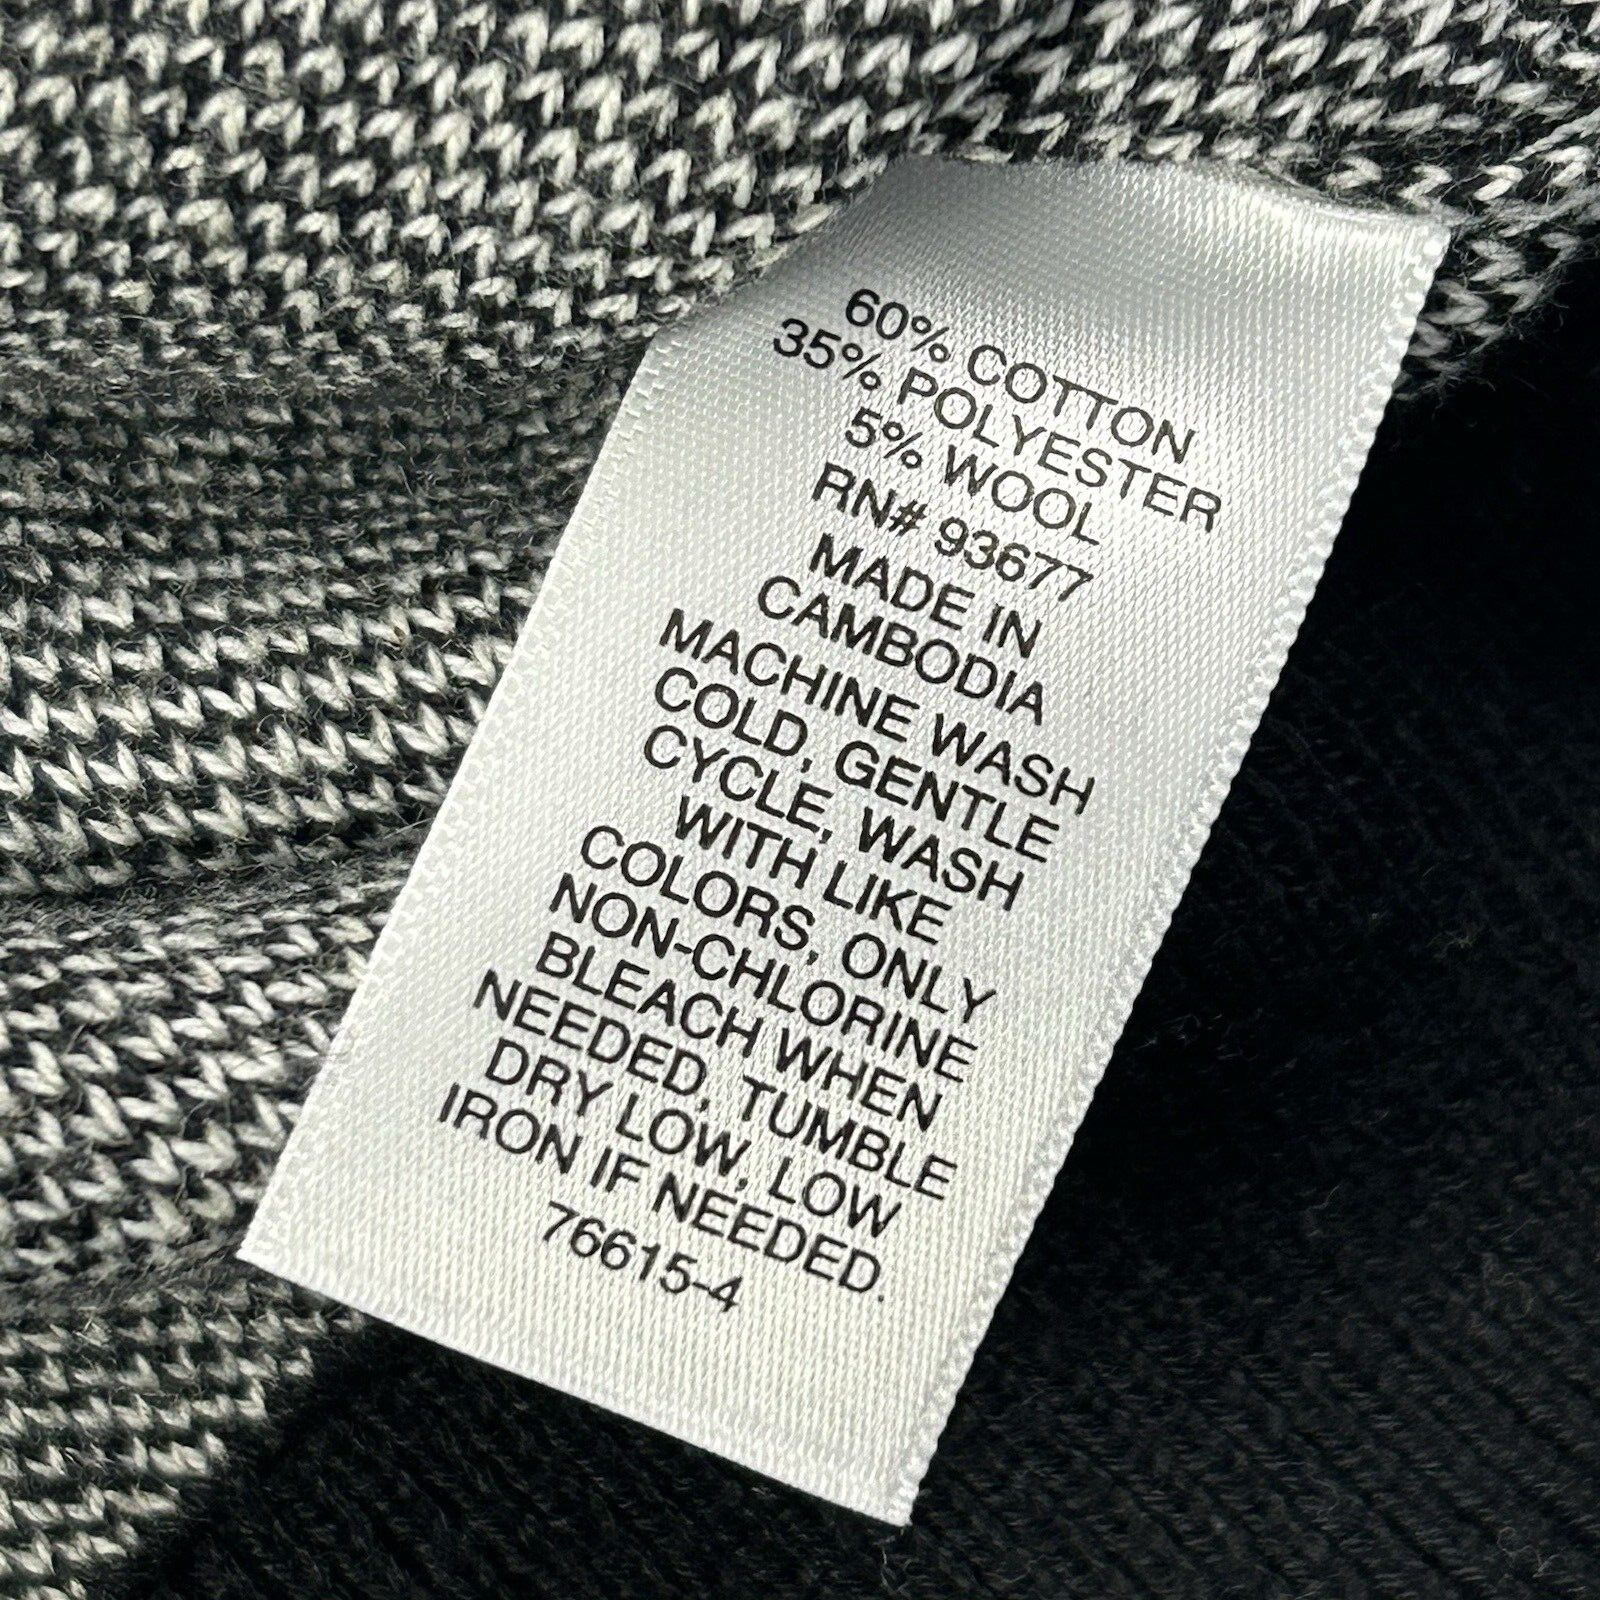 60% COTTON
35% POLYESTER
5% WOOL
RN# 93677
MADE IN
CAMBODIA
MACHINE WASH
COLD, GENTLE
CYCLE, WASH
WITH LIKE
COLORS, ONLY
NON-CHLORINE
BLEACH WHEN
NEEDED, TUMBLE
DRY LOW, LOW
IRON IF NEEDED.
76615-4